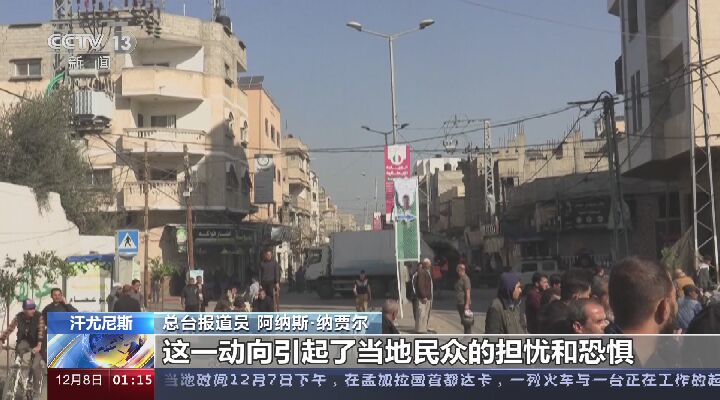 CCTV 13
新闻
汗尤尼斯
总台报道员 阿纳斯·纳贾尔
这一动向引起了当地民众的担忧和恐惧
12月8日 01:15
当地时间12月7日下午，在孟加拉国首都达卡，一列火车与一台正在工作的起